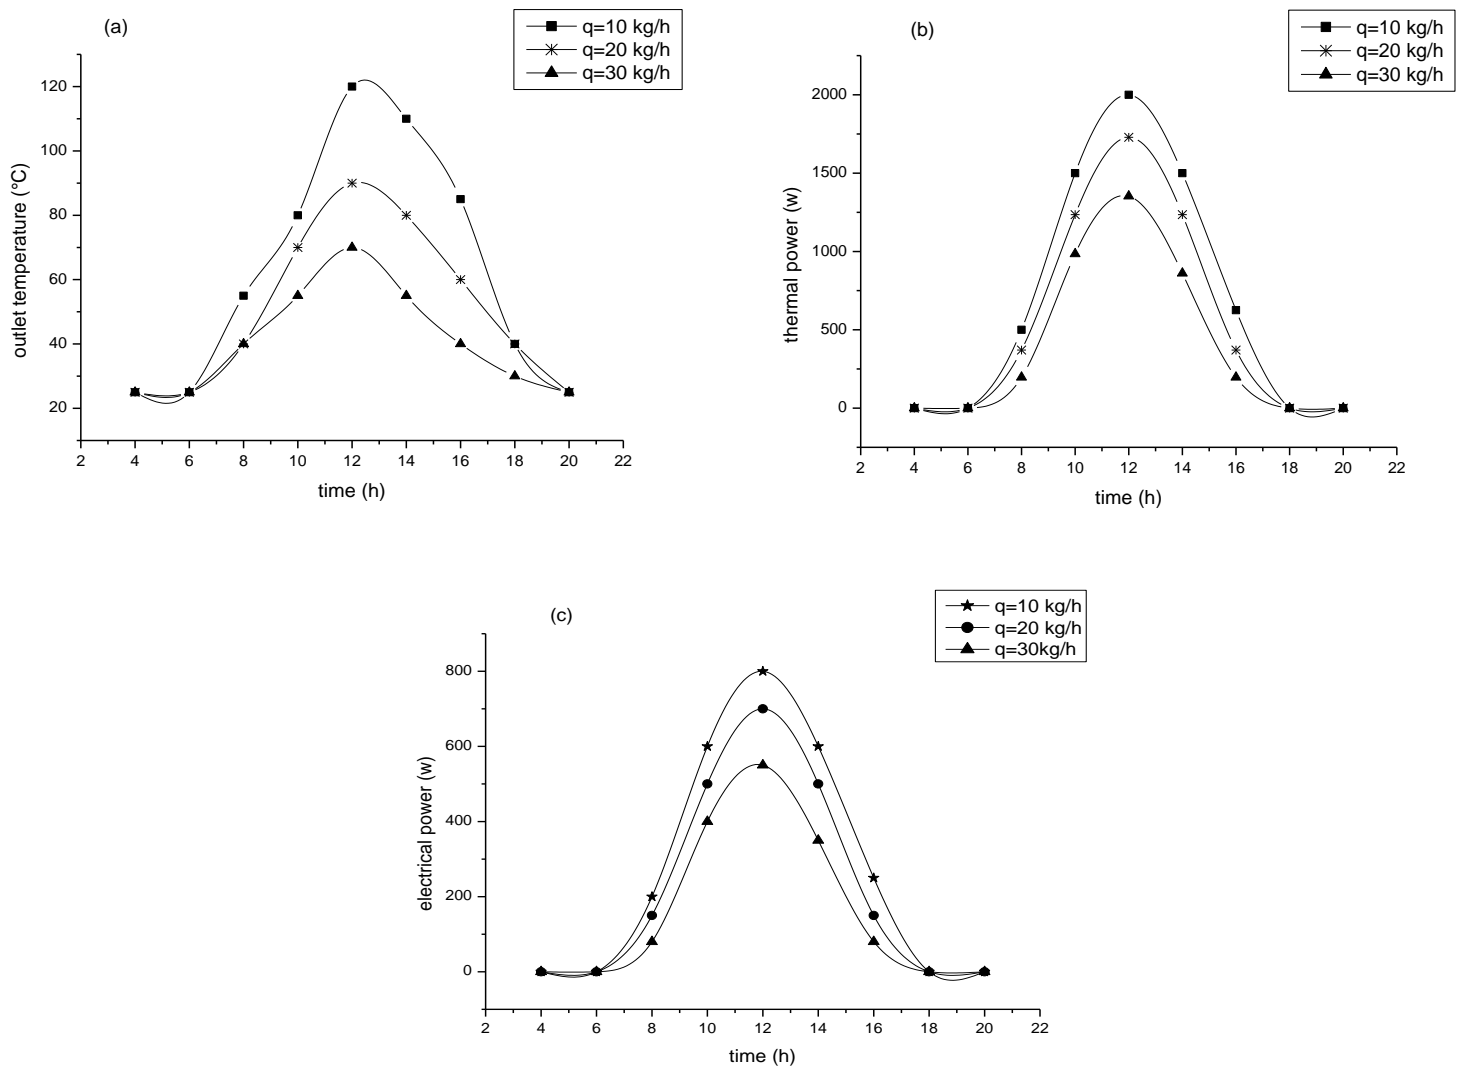 (a)
q=10 kg/h
q=20 kg/h
q=30 kg/h
120
100
80
60
40
20
outlet temperature (°C)
2 4 6 8 10 12 14 16 18 20 22
time (h)
(b)
q=10 kg/h
q=20 kg/h
q=30 kg/h
2000
1500
1000
500
0
thermal power (w)
2 4 6 8 10 12 14 16 18 20 22
time (h)
(c)
q=10 kg/h
q=20 kg/h
q=30kg/h
800
600
400
200
0
electrical power (w)
2 4 6 8 10 12 14 16 18 20 22
time (h)